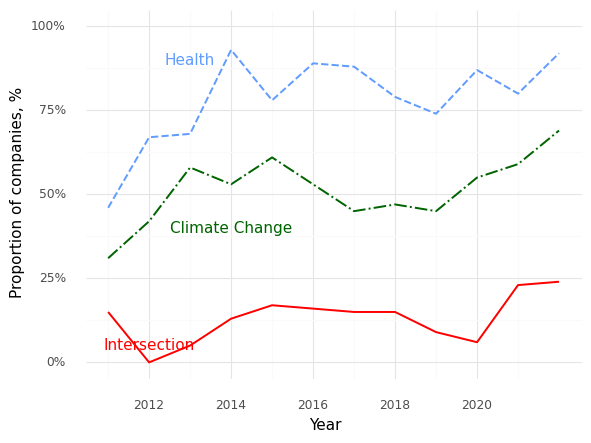 100%
75%
50%
25%
0%
Proportion of companies, %
Health
Climate Change
Intersection
2012 2014 2016 2018 2020
Year